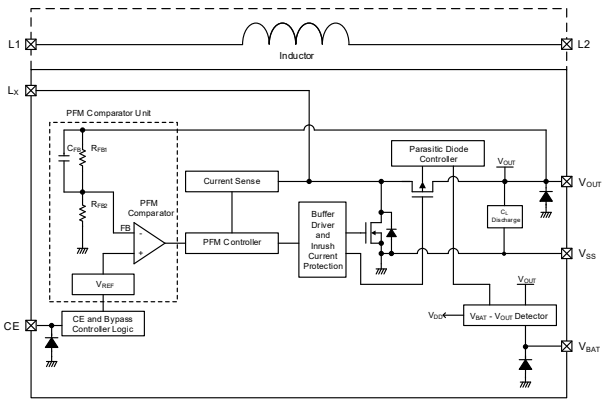 L1
L2
Inductor
LX
PFM Comparator Unit
CFB
RFB1
RFB2
FB
PFM
Comparator
-
+
VREF
CE
CE and Bypass
Controller Logic
Current Sense
PFM Controller
Buffer
Driver
and
Inrush
Current
Protection
Parasitic Diode
Controller
VOUT
VOUT
CL
Discharge
VSS
VOUT
VDD
VBAT - VOUT Detector
VBAT